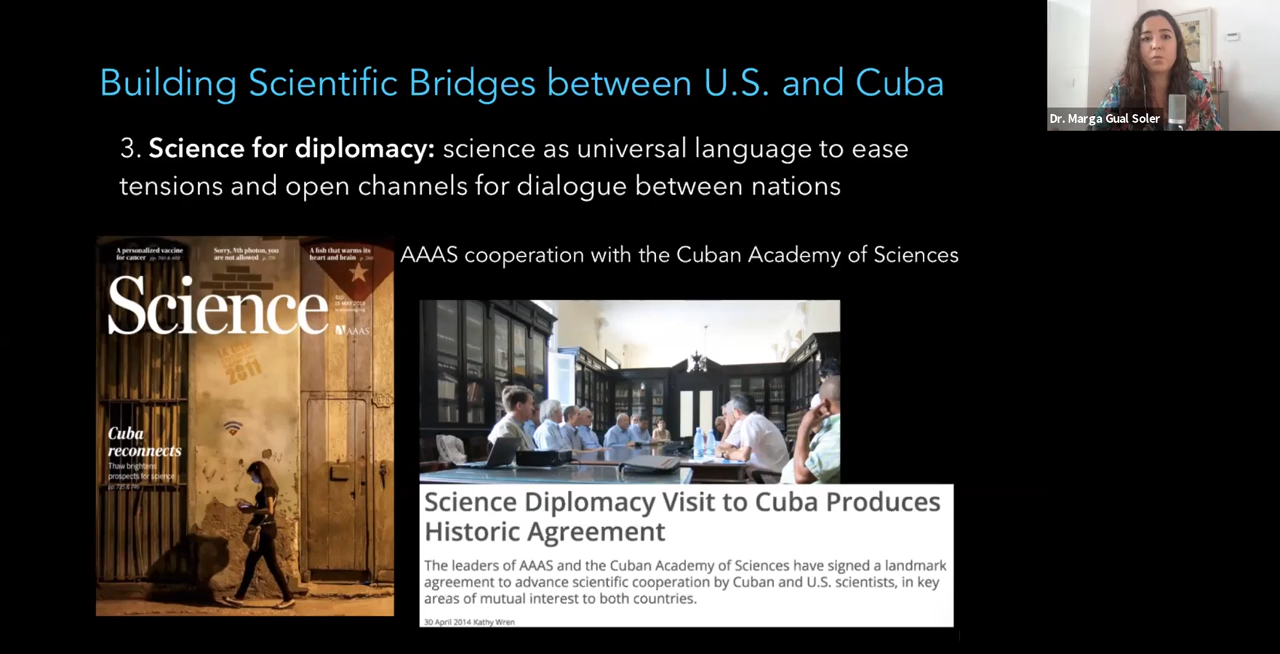 Building Scientific Bridges between U.S. and Cuba
Dr. Marga Gual Soler
3. Science for diplomacy: science as universal language to ease
tensions and open channels for dialogue between nations
AAAS cooperation with the Cuban Academy of Sciences
A personalized vaccine
for cancer
Sorry, Nth photon, you
are not allowed
A fish that warms its
heart and brain
Science
AAAS
2011
Cuba
reconnects
Thaw brightens
prospects for science
Science Diplomacy Visit to Cuba Produces
Historic Agreement
The leaders of AAAS and the Cuban Academy of Sciences have signed a landmark
agreement to advance scientific cooperation by Cuban and U.S. scientists, in key
areas of mutual interest to both countries.
30 April 2014 Kathy Wren